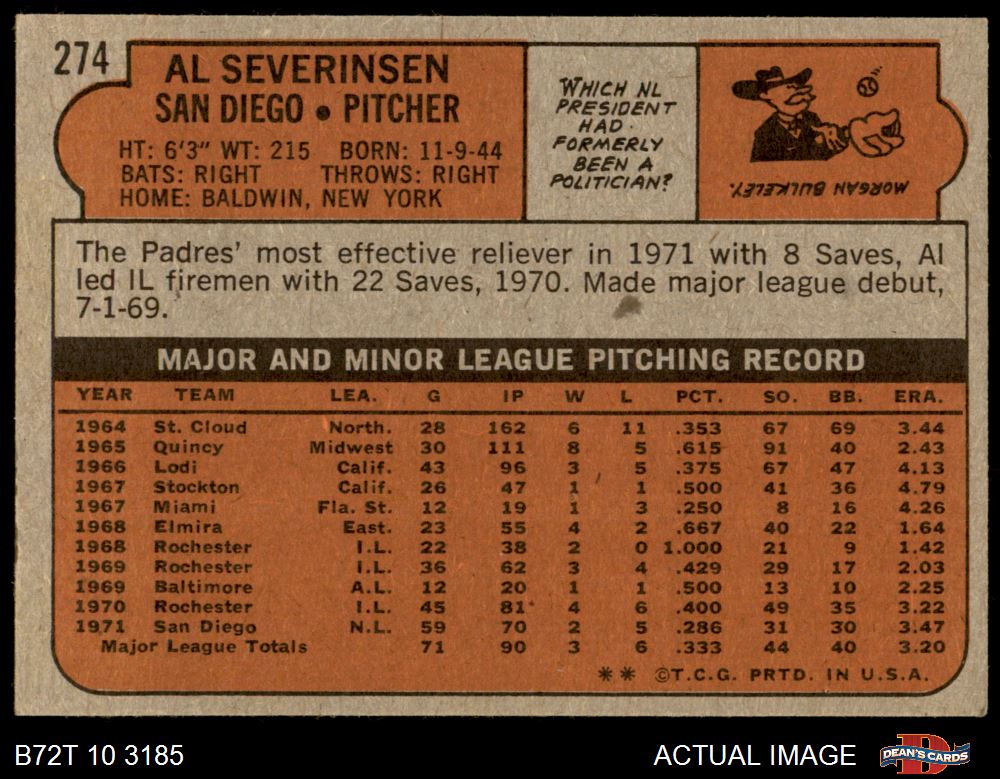 274
AL SEVERINSEN
SAN DIEGO • PITCHER
HT: 6'3" WT: 215 BORN: 11-9-44
BATS: RIGHT THROWS: RIGHT
HOME: BALDWIN, NEW YORK
WHICH NL
PRESIDENT
HAD
FORMERLY
BEEN A
POLITICIAN?
MORGAN BULKELEY.
The Padres' most effective reliever in 1971 with 8 Saves, Al
led IL firemen with 22 Saves, 1970. Made major league debut,
7-1-69.
MAJOR AND MINOR LEAGUE PITCHING RECORD
YEAR TEAM LEA. G IP W L PCT. SO. BB. ERA.
1964 St. Cloud North. 28 162 6 11 .353 67 69 3.44
1965 Quincy Midwest 30 111 8 5 .615 91 40 2.43
1966 Lodi Calif. 43 96 3 5 .375 67 47 4.13
1967 Stockton Calif. 26 47 1 1 .500 41 36 4.79
1967 Miami Fla. St. 12 19 1 3 .250 8 16 4.26
1968 Elmira East. 23 55 4 2 .667 40 22 1.64
1968 Rochester I.L. 22 38 2 0 1.000 21 9 1.42
1969 Rochester I.L. 36 62 3 4 .429 29 17 2.03
1969 Baltimore A.L. 12 20 1 1 .500 13 10 2.25
1970 Rochester I.L. 45 81 4 6 .400 49 35 3.22
1971 San Diego N.L. 59 70 2 5 .286 31 30 3.47
Major League Totals 71 90 3 6 .333 44 40 3.20
** ©T.C.G. PRTD. IN U.S.A.
B72T 10 3185
ACTUAL IMAGE
DEAN'S CARDS